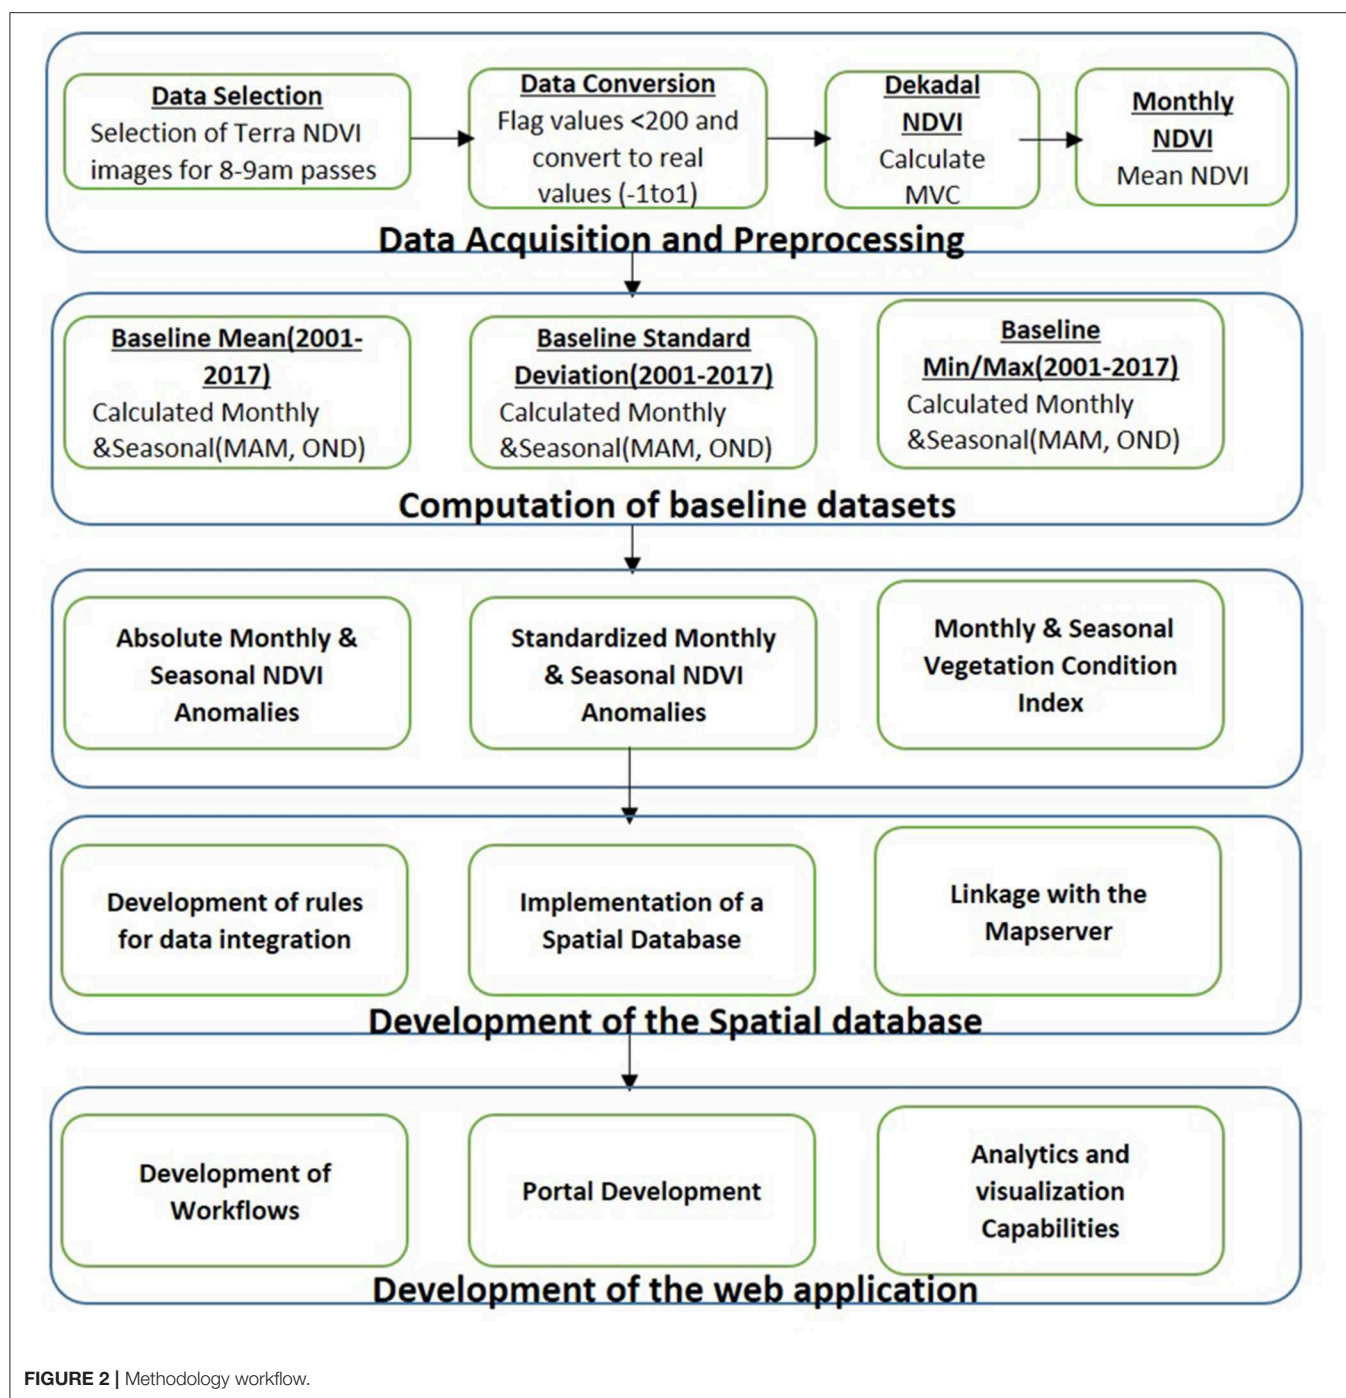 Data Selection
Selection of Terra NDVI
images for 8-9am passes
Data Conversion
Flag values <200 and
convert to real
values (-1to1)
Dekadal
NDVI
Calculate
MVC
Monthly
NDVI
Mean NDVI
Data Acquisition and Preprocessing
Baseline Mean(2001-
2017)
Calculated Monthly
&Seasonal(MAM, OND)
Baseline Standard
Deviation(2001-2017)
Calculated Monthly
&Seasonal(MAM, OND)
Baseline
Min/Max(2001-2017)
Calculated Monthly
&Seasonal(MAM, OND)
Computation of baseline datasets
Absolute Monthly &
Seasonal NDVI
Anomalies
Standardized Monthly
& Seasonal NDVI
Anomalies
Monthly & Seasonal
Vegetation Condition
Index
Development of rules
for data integration
Implementation of a
Spatial Database
Linkage with the
Mapserver
Development of the Spatial database
Development of
Workflows
Portal Development
Analytics and
visualization
Capabilities
Development of the web application
FIGURE 2 | Methodology workflow.